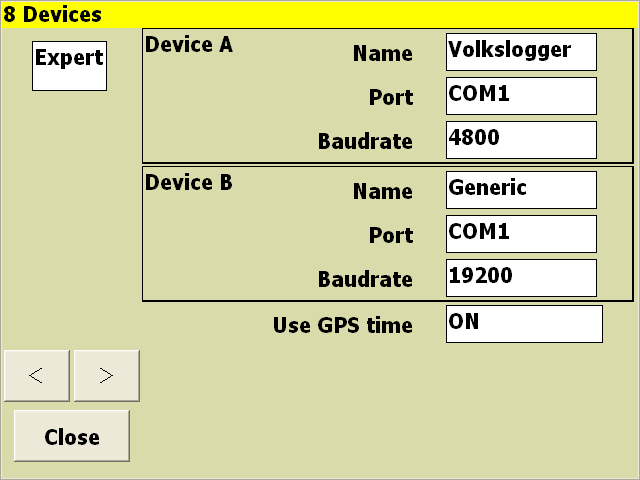 8 Devices
Expert
Device A
Name Volkslogger
Port COM1
Baudrate 4800
Device B
Name Generic
Port COM1
Baudrate 19200
Use GPS time ON
< >
Close